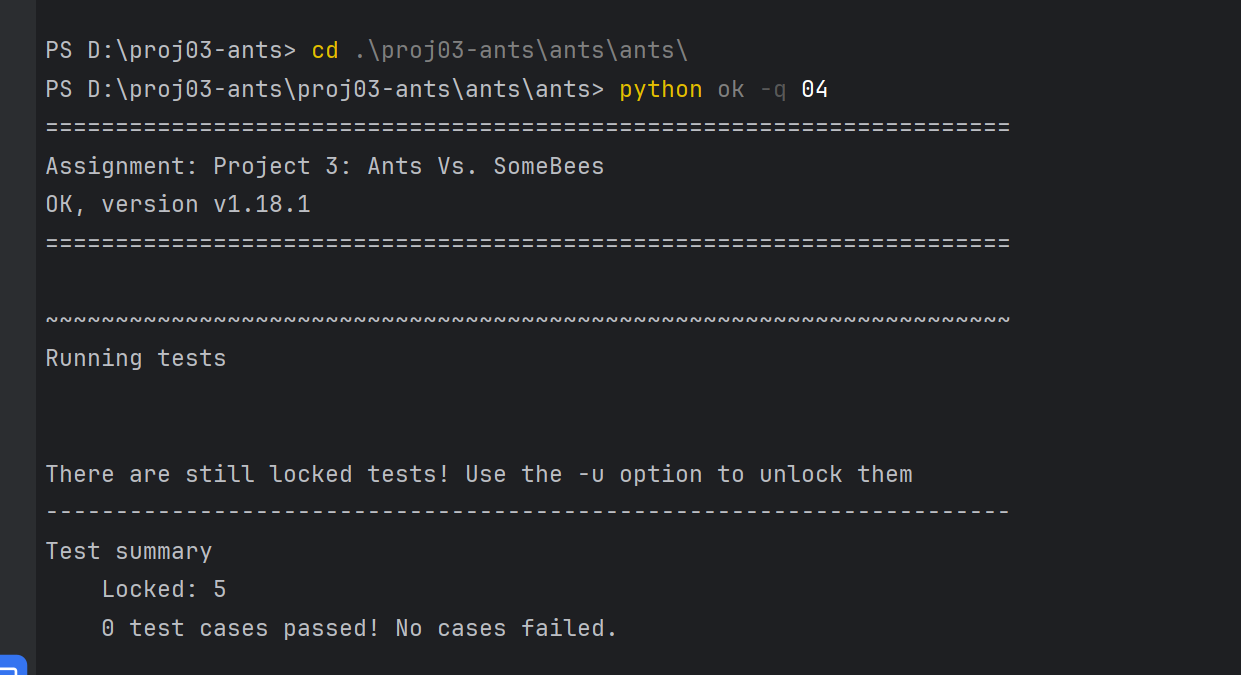 PS D:\proj03-ants> cd .\proj03-ants\ants\ants\
PS D:\proj03-ants\proj03-ants\ants\ants> python ok -q 04
=====================================================================
Assignment: Project 3: Ants Vs. SomeBees
OK, version v1.18.1
=====================================================================
~~~~~~~~~~~~~~~~~~~~~~~~~~~~~~~~~~~~~~~~~~~~~~~~~~~~~~~~~~~~~~~~~~~~~
Running tests
There are still locked tests! Use the -u option to unlock them
---------------------------------------------------------------------
Test summary
    Locked: 5
    0 test cases passed! No cases failed.